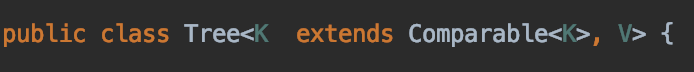 public class Tree<K  extends Comparable<K>, V> {